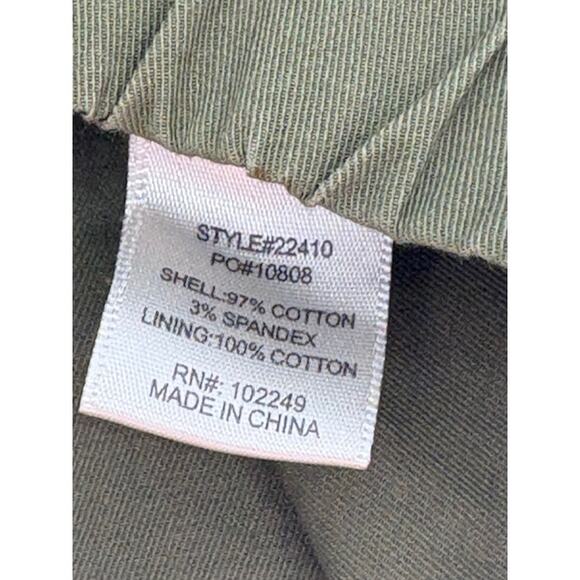 STYLE#22410
PO#10808
SHELL:97% COTTON
3% SPANDEX
LINING:100% COTTON
RN#: 102249
MADE IN CHINA